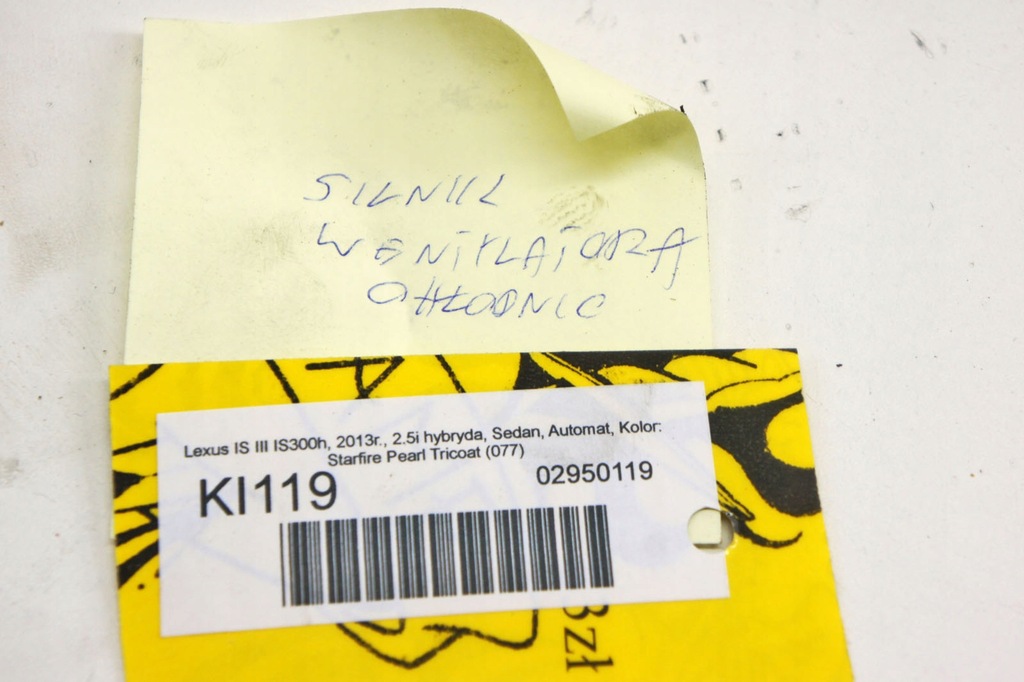 SILNIK
WENTYLATORA
CHŁODNIC
Lexus IS III IS300h, 2013r., 2.5i hybryda, Sedan, Automat, Kolor:
Starfire Pearl Tricoat (077)
KI119
02950119
3zł